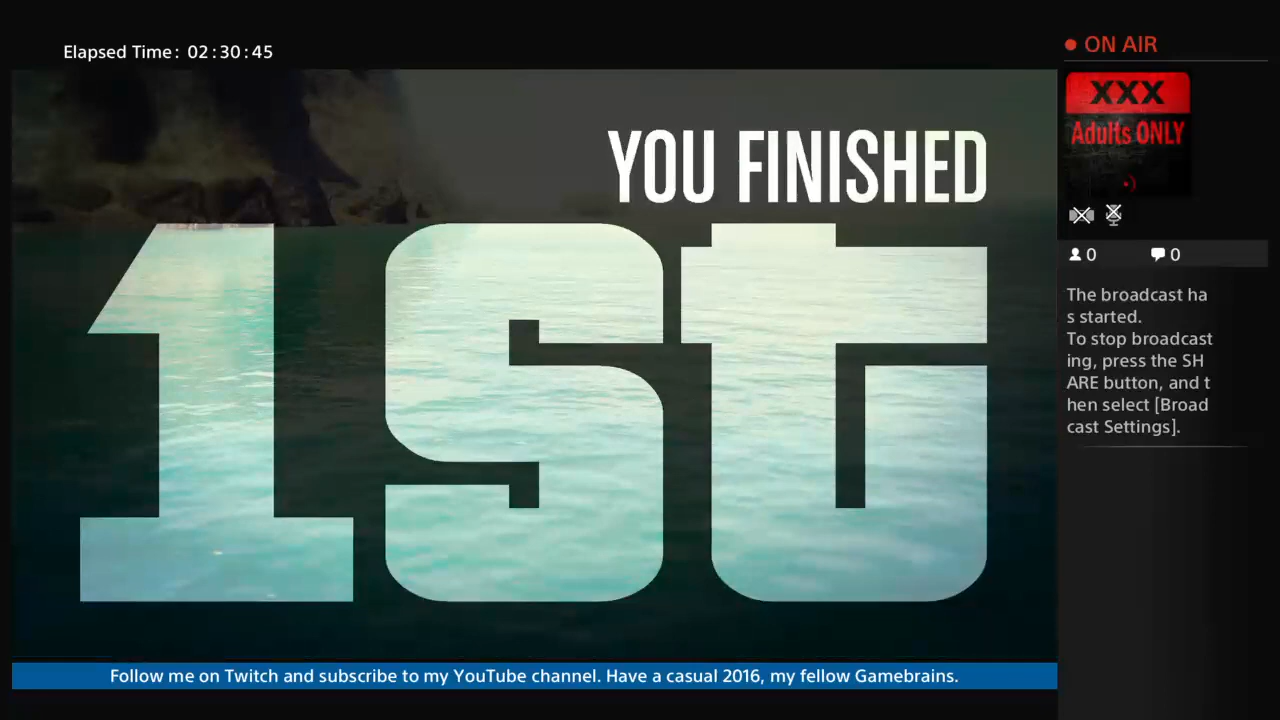 Elapsed Time: 02:30:45
YOU FINISHED
1st
Follow me on Twitch and subscribe to my YouTube channel. Have a casual 2016, my fellow Gamebrains.
ON AIR
XXX
Adults ONLY
:)
0 0
The broadcast ha
s started.
To stop broadcast
ing, press the SH
ARE button, and t
hen select [Broad
cast Settings].